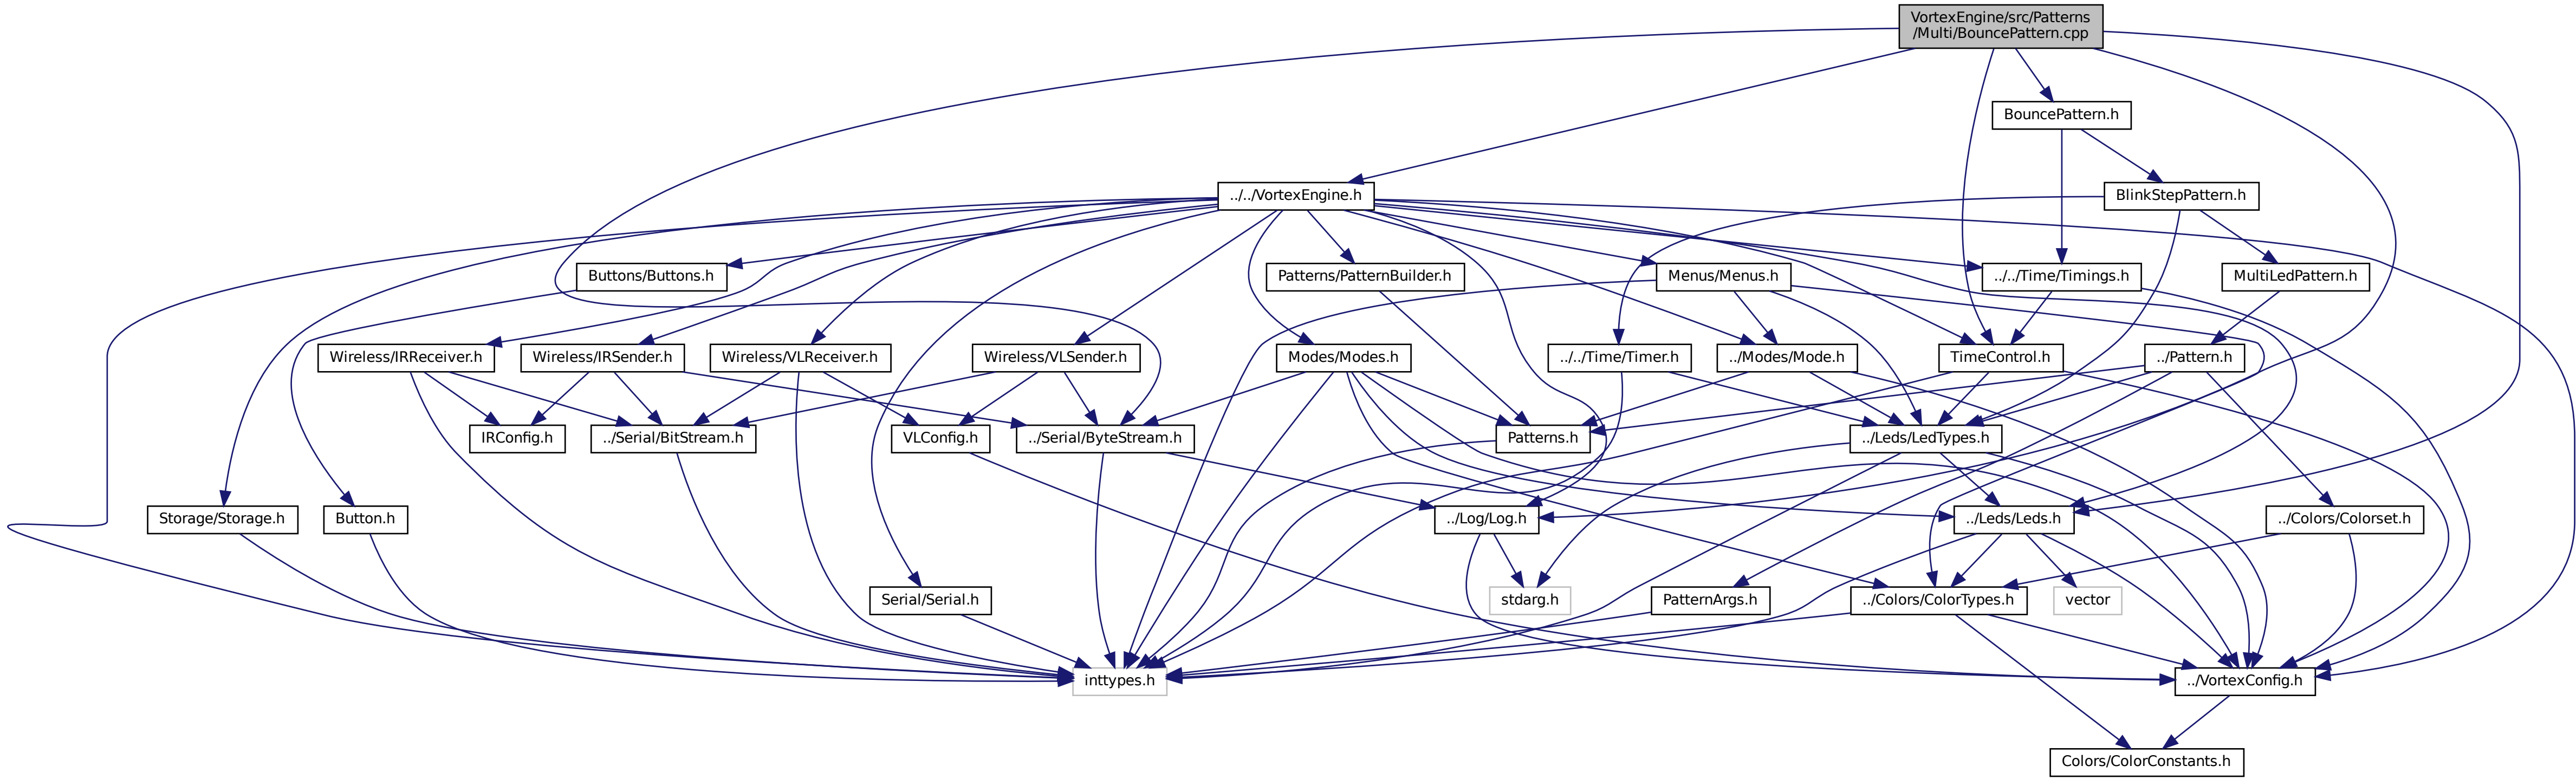 VortexEngine/src/Patterns
/Multi/BouncePattern.cpp
BouncePattern.h
../../VortexEngine.h
BlinkStepPattern.h
Buttons/Buttons.h
Patterns/PatternBuilder.h
Menus/Menus.h
../../Time/Timings.h
MultiLedPattern.h
Wireless/IRReceiver.h
Wireless/IRSender.h
Wireless/VLReceiver.h
Wireless/VLSender.h
Modes/Modes.h
../../Time/Timer.h
../Modes/Mode.h
TimeControl.h
../Pattern.h
IRConfig.h
../Serial/BitStream.h
VLConfig.h
../Serial/ByteStream.h
Patterns.h
../Leds/LedTypes.h
Storage/Storage.h
Button.h
../Log/Log.h
../Leds/Leds.h
../Colors/Colorset.h
Serial/Serial.h
stdarg.h
PatternArgs.h
../Colors/ColorTypes.h
vector
inttypes.h
../VortexConfig.h
Colors/ColorConstants.h